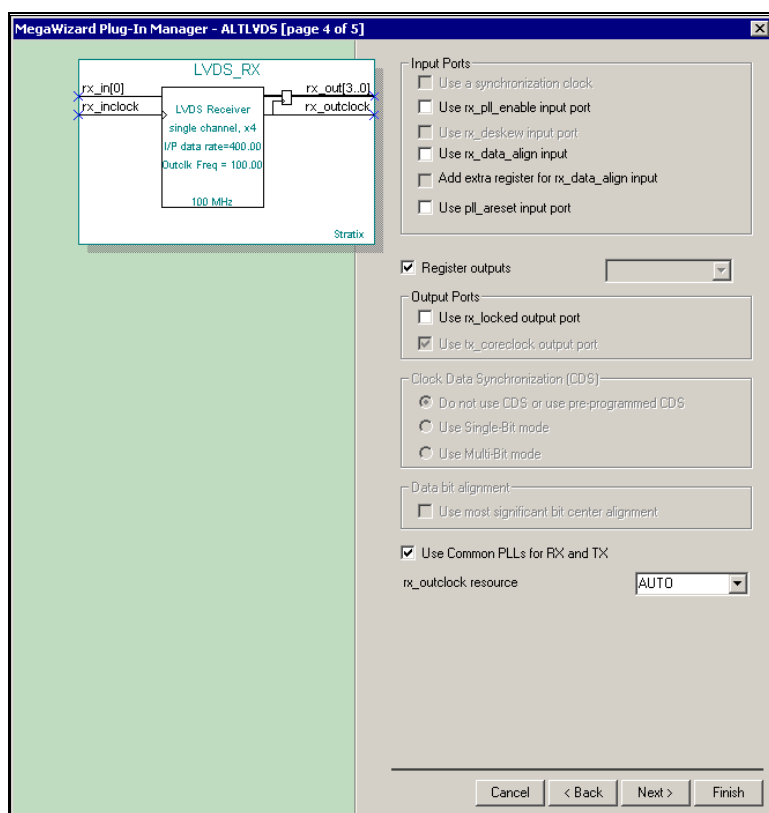 MegaWizard Plug-In Manager - ALTLVDS [page 4 of 5]
LVDS_RX
rx_in[0]
rx_out[3..0]
rx_inclock
rx_outclock
LVDS Receiver
single channel, x4
I/P data rate=400.00
Outclk Freq = 100.00
100 MHz
Stratix
Input Ports
Use a synchronization clock
Use rx_pll_enable input port
Use rx_deskew input port
Use rx_data_align input
Add extra register for rx_data_align input
Use pll_areset input port
Register outputs
Output Ports
Use rx_locked output port
Use tx_coreclock output port
Clock Data Synchronization (CDS)
Do not use CDS or use pre-programmed CDS
Use Single-Bit mode
Use Multi-Bit mode
Data bit alignment
Use most significant bit center alignment
Use Common PLLs for RX and TX
rx_outclock resource
AUTO
Cancel
< Back
Next >
Finish